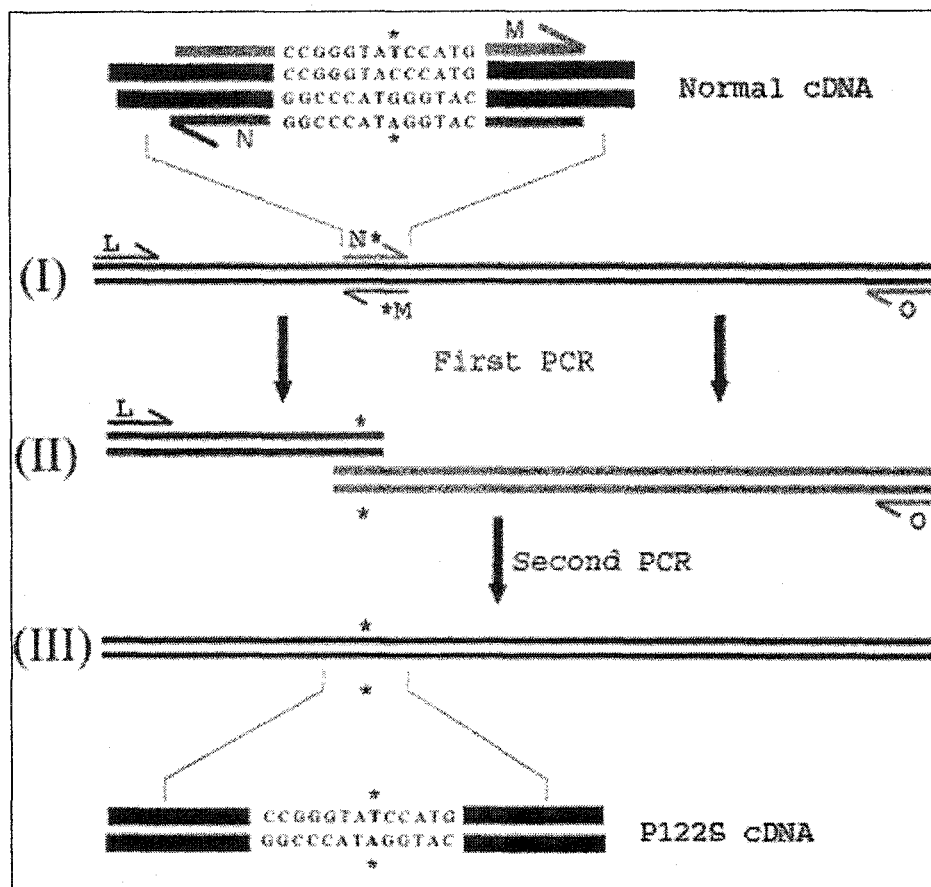 *
M
CCGGGTATCCATG
CCGGGTACCCATG
Normal cDNA
GGCCCATGGGTAC
GGCCCATAGGTAC
N
*
L
N*
(I)
*M
O
First PCR
L
*
(II)
*
O
Second PCR
*
(III)
*
*
CCGGGTATCCATG
P122S cDNA
GGCCCATAGGTAC
*